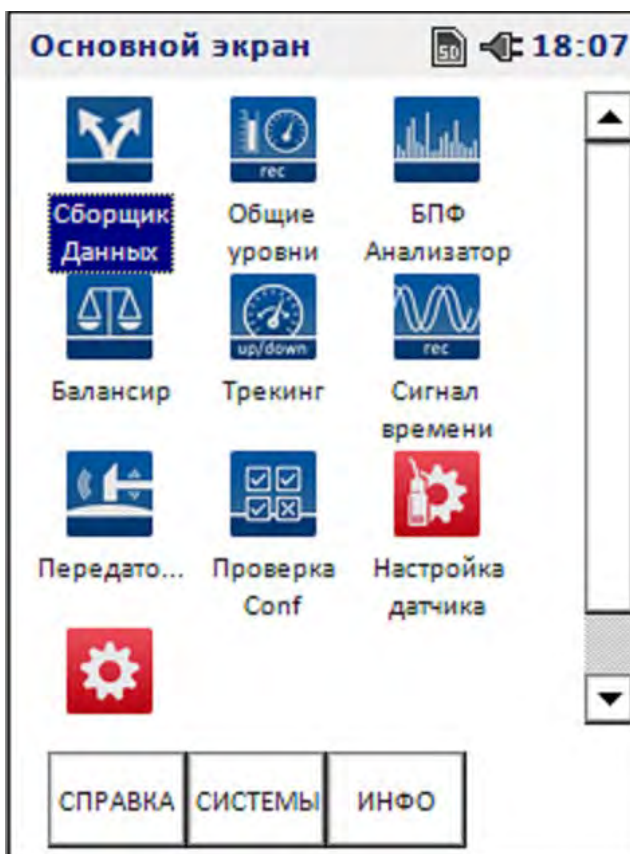 Основной экран
SD
18:07
rec
Сборщик
Данных
Общие
уровни
БПФ
Анализатор
up/down
rec
Балансир
Трекинг
Сигнал
времени
Передато...
Проверка
Conf
Настройка
датчика
СПРАВКА
СИСТЕМЫ
ИНФО